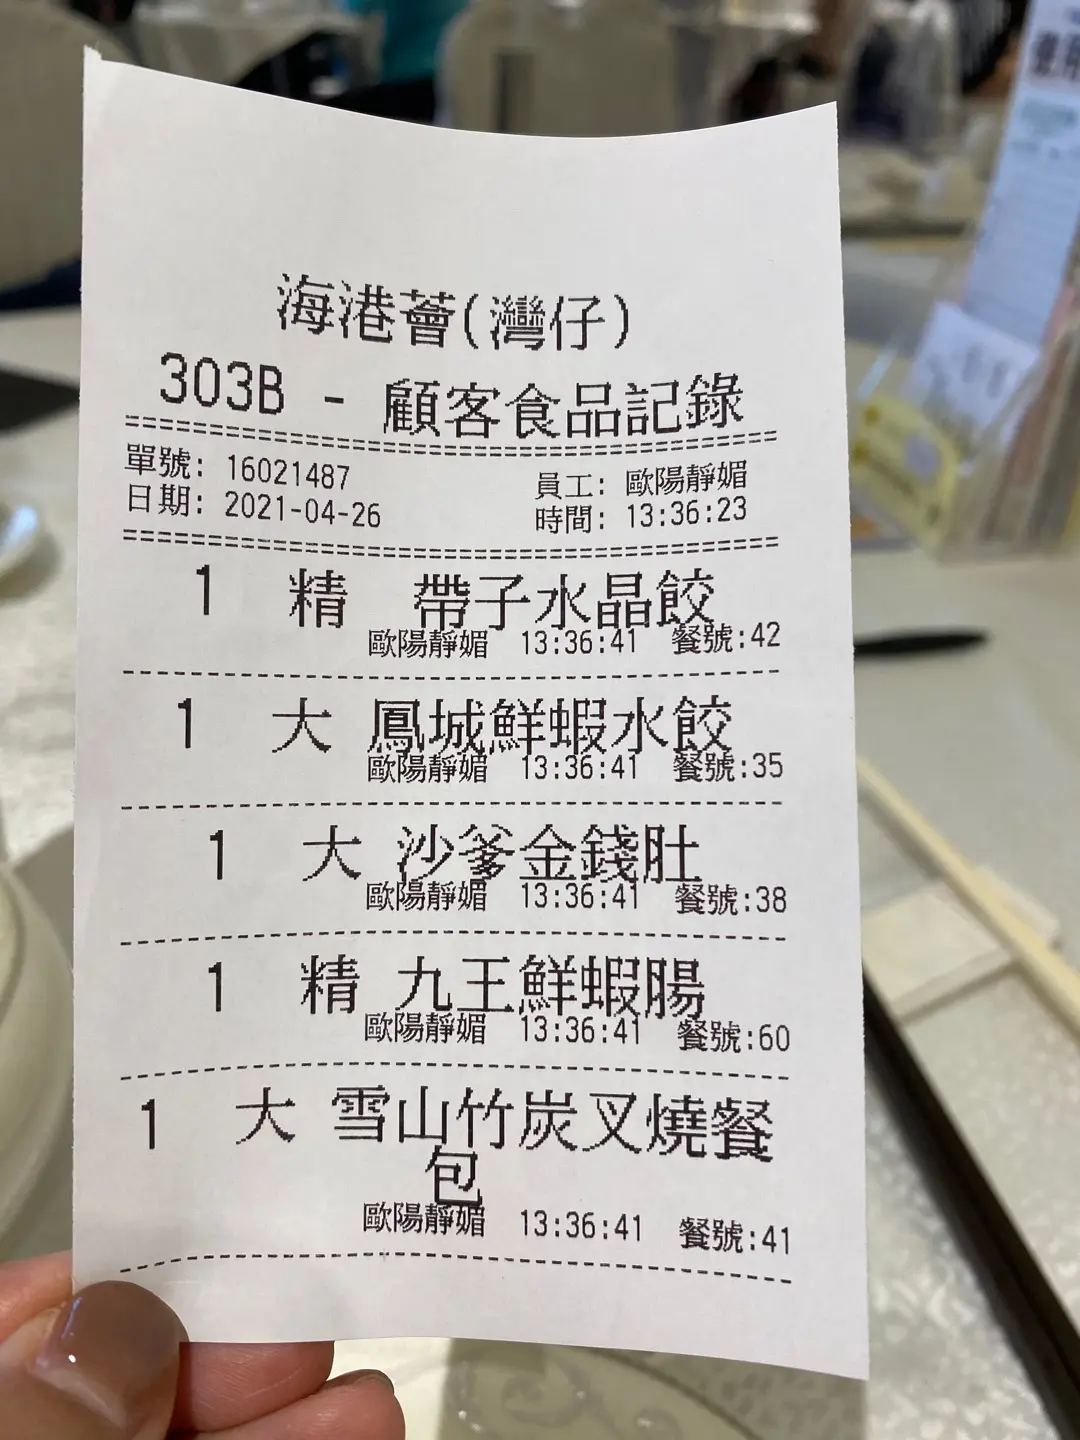 海港薈(灣仔)
303B - 顧客食品記錄
單號: 16021487 員工: 歐陽靜媚
日期: 2021-04-26 時間: 13:36:23
1 精 帶子水晶餃
歐陽靜媚 13:36:41 餐號:42
1 大 鳳城鮮蝦水餃
歐陽靜媚 13:36:41 餐號:35
1 大 沙爹金錢肚
歐陽靜媚 13:36:41 餐號:38
1 精 九王鮮蝦腸
歐陽靜媚 13:36:41 餐號:60
1 大 雪山竹炭叉燒餐
包
歐陽靜媚 13:36:41 餐號:41